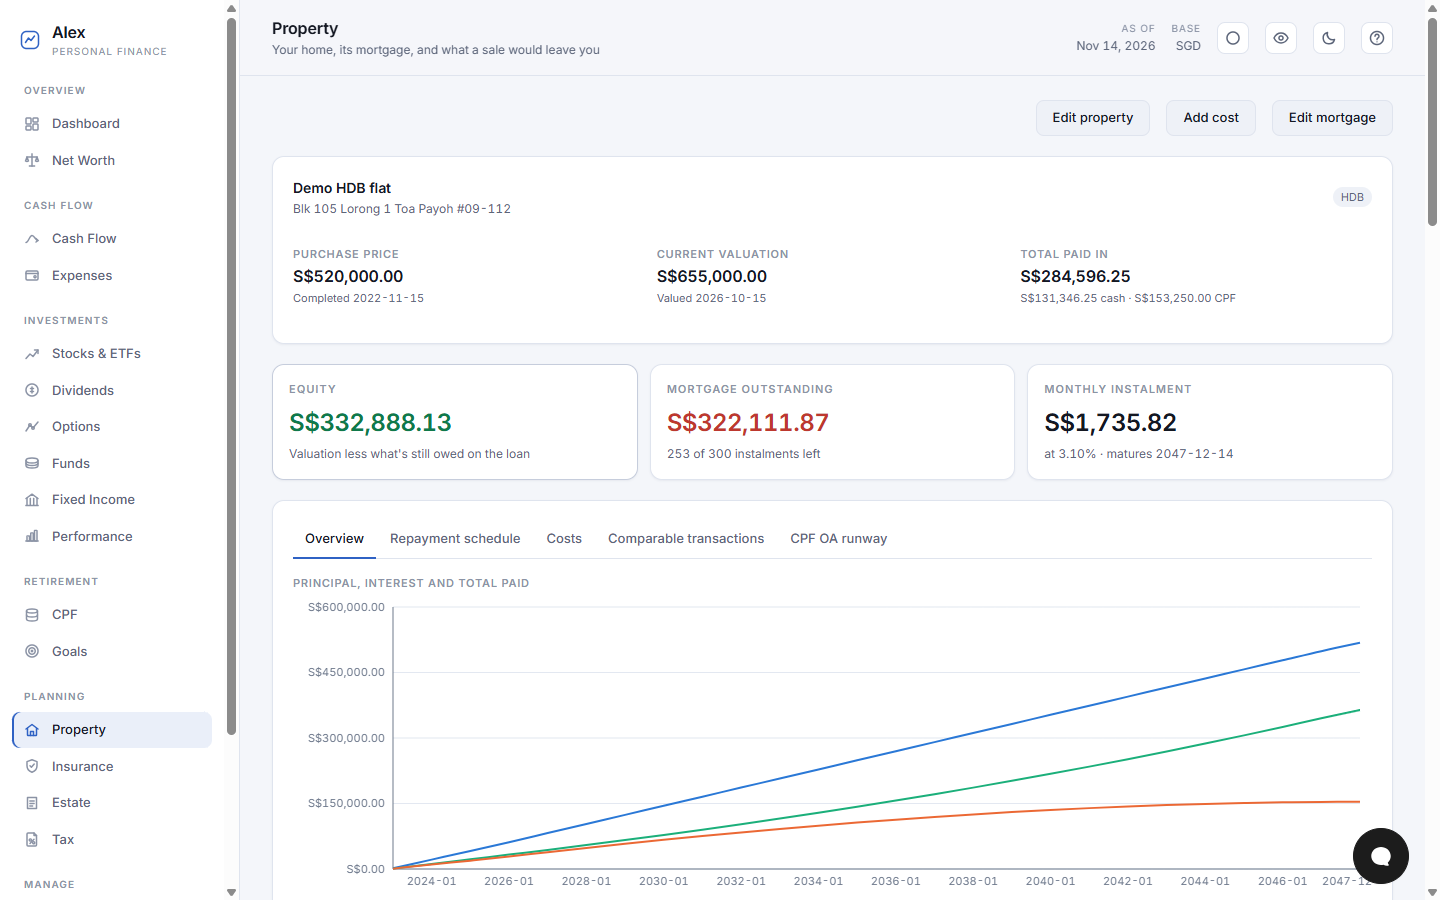 Alex
PERSONAL FINANCE
OVERVIEW
Dashboard
Net Worth
CASH FLOW
Cash Flow
Expenses
INVESTMENTS
Stocks & ETFs
Dividends
Options
Funds
Fixed Income
Performance
RETIREMENT
CPF
Goals
PLANNING
Property
Insurance
Estate
Tax
MANAGE
Property
Your home, its mortgage, and what a sale would leave you
AS OF
Nov 14, 2026
BASE
SGD
Edit property
Add cost
Edit mortgage
Demo HDB flat
Blk 105 Lorong 1 Toa Payoh #09-112
HDB
PURCHASE PRICE
S$520,000.00
Completed 2022-11-15
CURRENT VALUATION
S$655,000.00
Valued 2026-10-15
TOTAL PAID IN
S$284,596.25
S$131,346.25 cash · S$153,250.00 CPF
EQUITY
S$332,888.13
Valuation less what's still owed on the loan
MORTGAGE OUTSTANDING
S$322,111.87
253 of 300 instalments left
MONTHLY INSTALMENT
S$1,735.82
at 3.10% · matures 2047-12-14
Overview
Repayment schedule
Costs
Comparable transactions
CPF OA runway
PRINCIPAL, INTEREST AND TOTAL PAID
S$600,000.00
S$450,000.00
S$300,000.00
S$150,000.00
S$0.00
2024-01
2026-01
2028-01
2030-01
2032-01
2034-01
2036-01
2038-01
2040-01
2042-01
2044-01
2046-01
2047-12